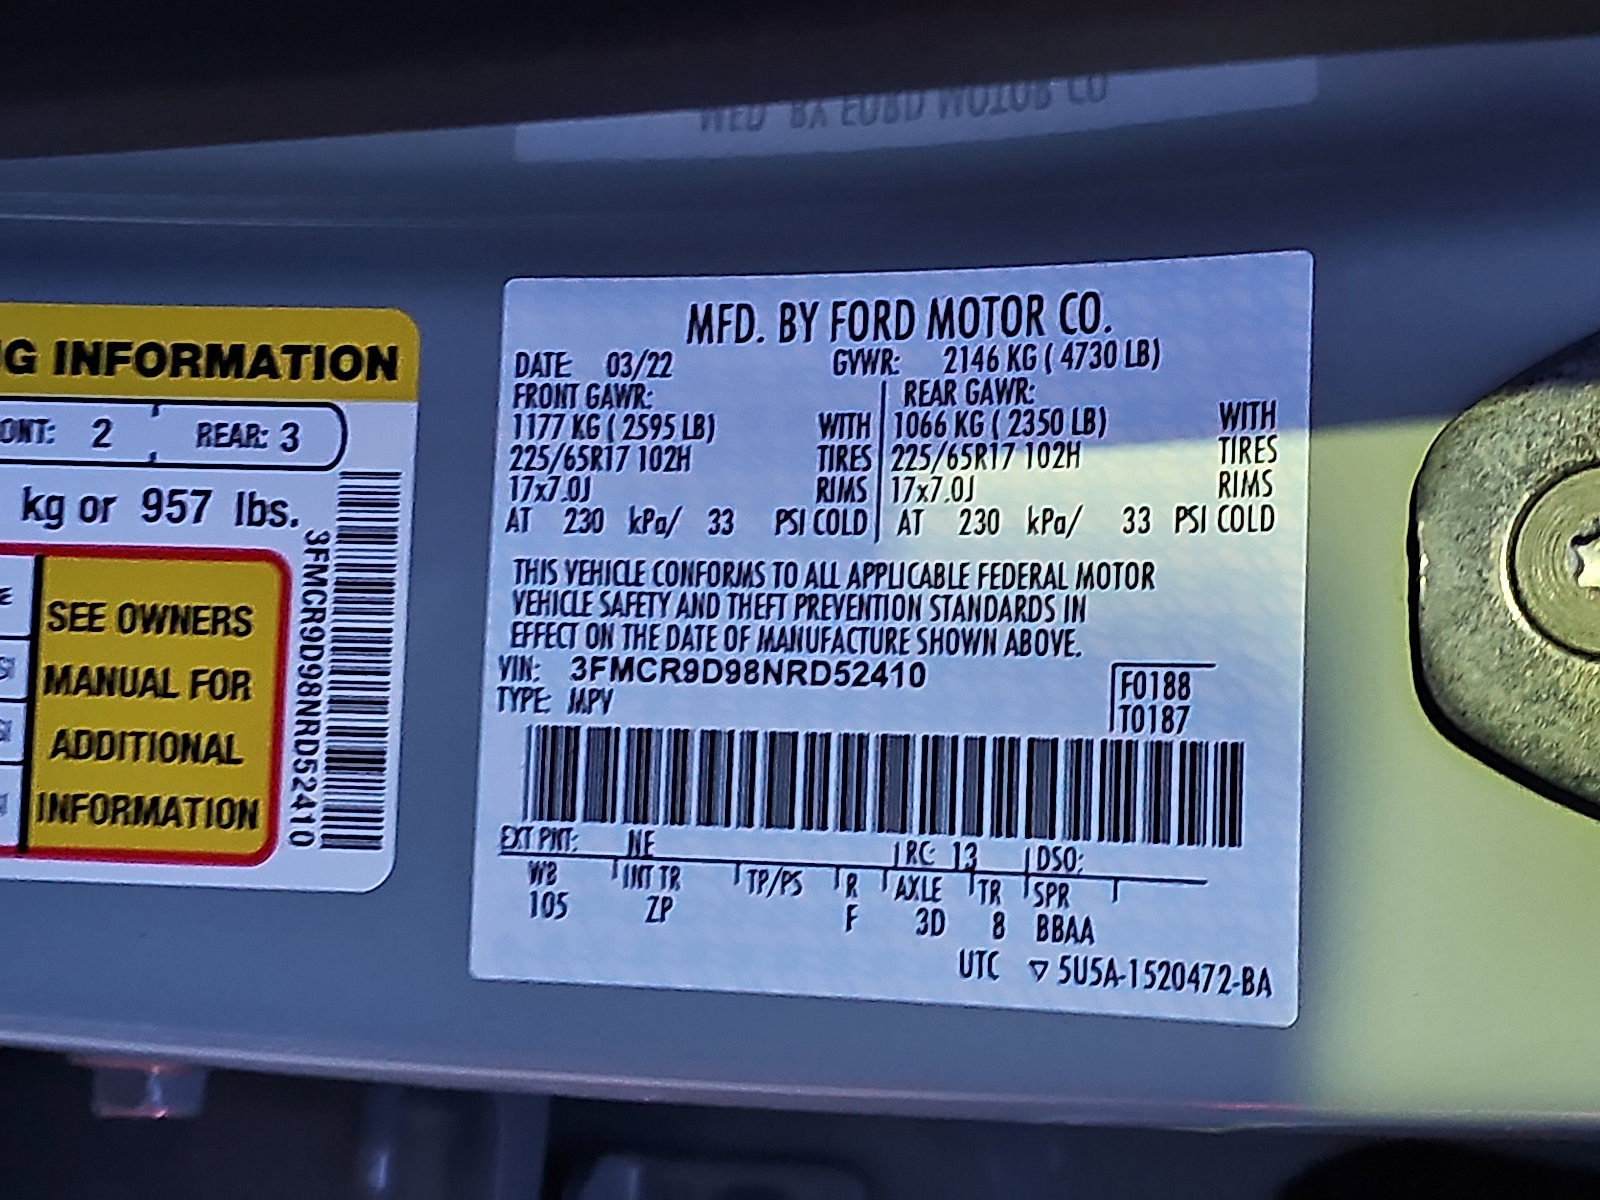 G INFORMATION
ONT: 2 REAR: 3
kg or 957 lbs.
SEE OWNERS
MANUAL FOR
ADDITIONAL
INFORMATION
3FMCR9D98NRD52410
MFD. BY FORD MOTOR CO.
DATE: 03/22 GVWR: 2146 KG ( 4730 LB)
FRONT GAWR: REAR GAWR:
1177 KG ( 2595 LB) WITH 1066 KG ( 2350 LB) WITH
225/65R17 102H TIRES 225/65R17 102H TIRES
17x7.0J RIMS 17x7.0J RIMS
AT 230 kPa/ 33 PSI COLD AT 230 kPa/ 33 PSI COLD
THIS VEHICLE CONFORMS TO ALL APPLICABLE FEDERAL MOTOR
VEHICLE SAFETY AND THEFT PREVENTION STANDARDS IN
EFFECT ON THE DATE OF MANUFACTURE SHOWN ABOVE.
VIN: 3FMCR9D98NRD52410
TYPE: MPV
F0188
T0187
EXT PNT: NE RC: 13 DSO:
WB INT TR TP/PS R AXLE TR SPR
105 ZP F 3D 8 BBAA
UTC ▽ 5U5A-1520472-BA